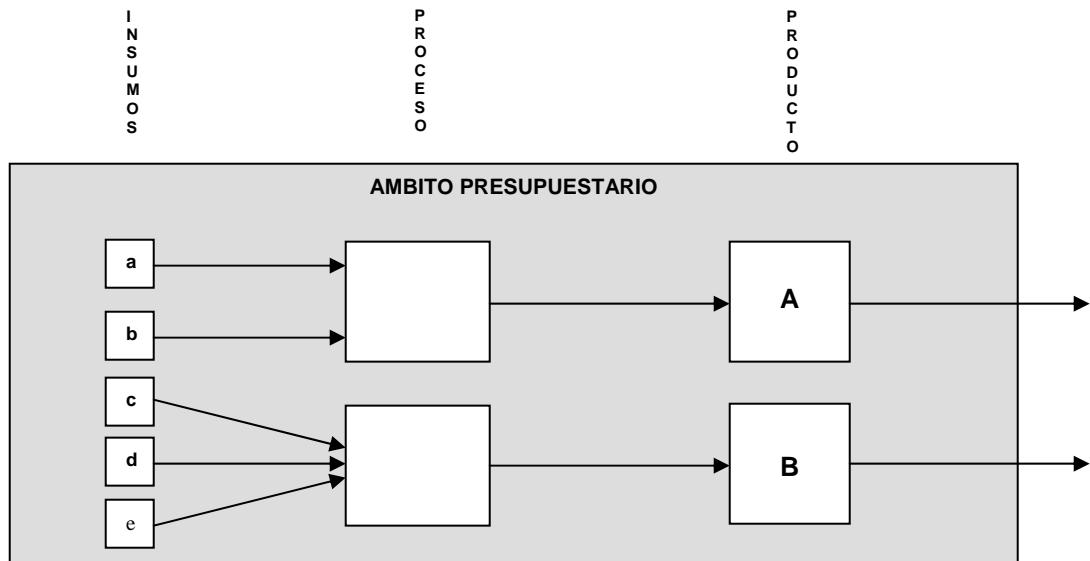 INSUMOS
PROCESO
PRODUCTO
AMBITO PRESUPUESTARIO
a
b
A
c
d
B
e